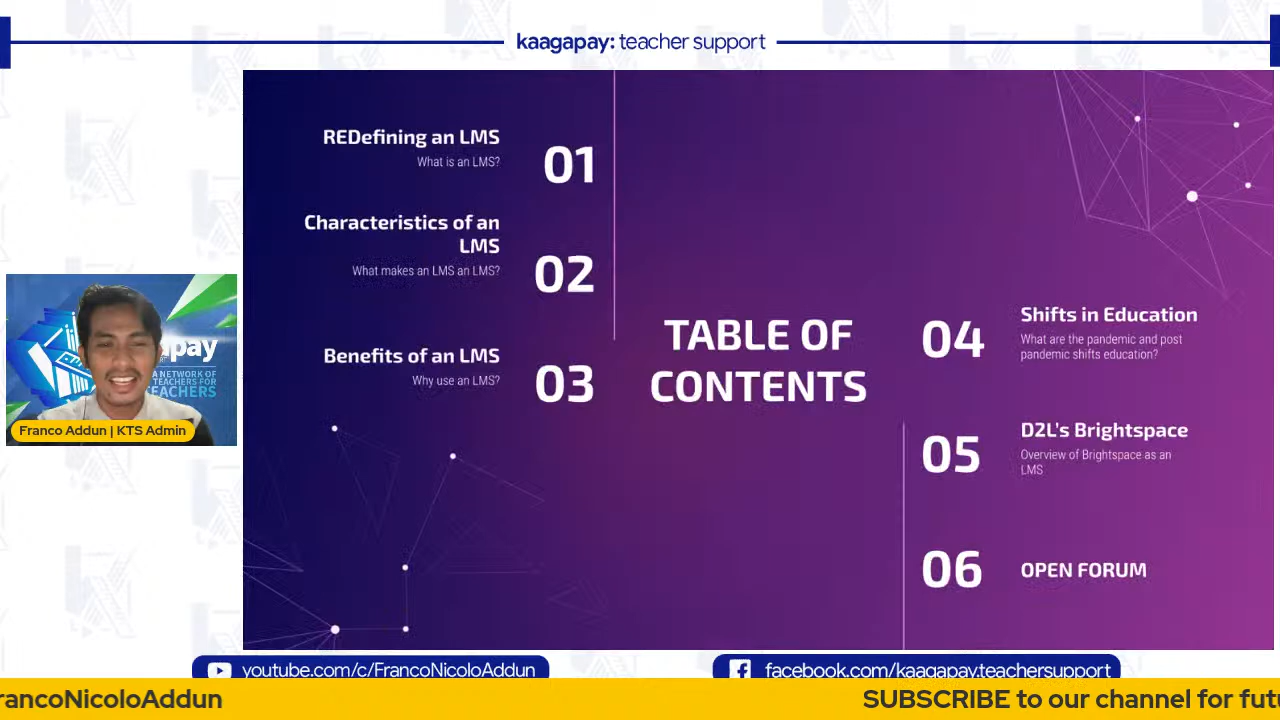 kaagapay: teacher support
REDefining an LMS
What is an LMS?
01
Characteristics of an
LMS
What makes an LMS an LMS?
02
Benefits of an LMS
Why use an LMS?
03
TABLE OF
CONTENTS
04
Shifts in Education
What are the pandemic and post
pandemic shifts education?
05
D2L's Brightspace
Overview of Brightspace as an
LMS
06
OPEN FORUM
apay
A NETWORK OF
TEACHERS FOR
TEACHERS
Franco Addun | KTS Admin
youtube.com/c/FrancoNicoloAddun
facebook.com/kaagapay.teachersupport
rancoNicoloAddun
SUBSCRIBE to our channel for futu